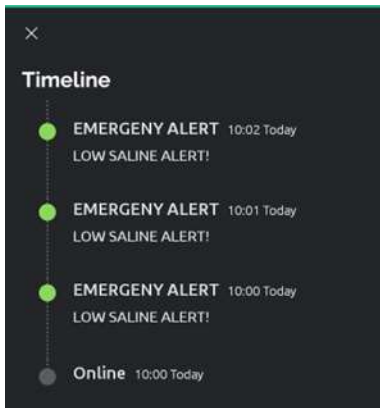 Timeline
EMERGENY ALERT 10:02 Today
LOW SALINE ALERT!
EMERGENY ALERT 10:01 Today
LOW SALINE ALERT!
EMERGENY ALERT 10:00 Today
LOW SALINE ALERT!
Online 10:00 Today